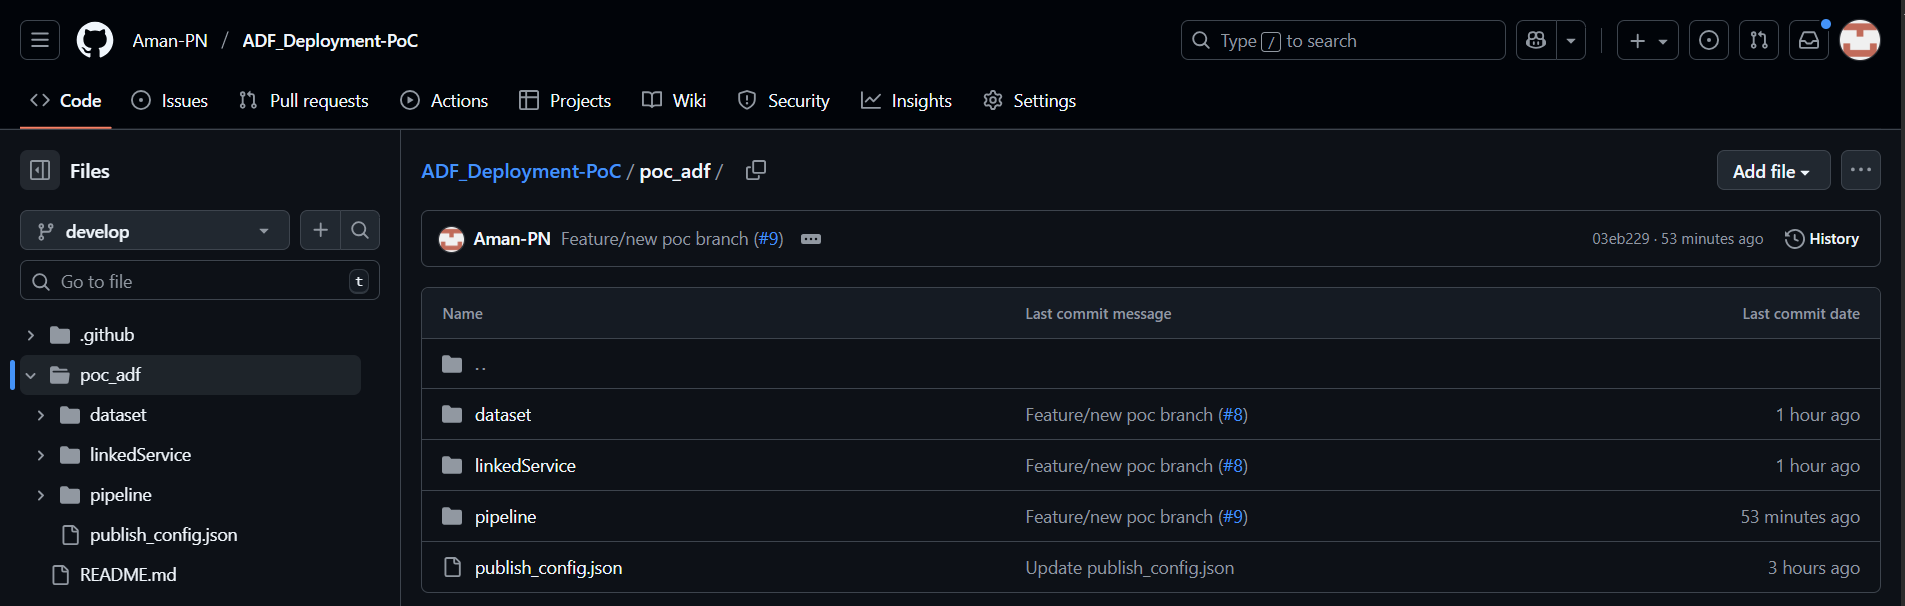 Aman-PN / ADF_Deployment-PoC
Type / to search
Code Issues Pull requests Actions Projects Wiki Security Insights Settings
Files
develop
Go to file t
.github
poc_adf
dataset
linkedService
pipeline
publish_config.json
README.md
ADF_Deployment-PoC / poc_adf /
Add file
Aman-PN Feature/new poc branch (#9) 03eb229 · 53 minutes ago History
Name Last commit message Last commit date
..
dataset Feature/new poc branch (#8) 1 hour ago
linkedService Feature/new poc branch (#8) 1 hour ago
pipeline Feature/new poc branch (#9) 53 minutes ago
publish_config.json Update publish_config.json 3 hours ago